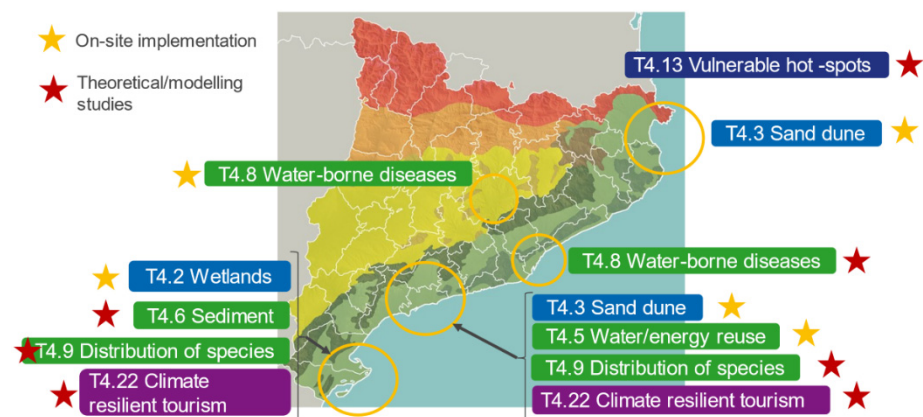 On-site implementation
Theoretical/modelling
studies
T4.13 Vulnerable hot -spots
T4.3 Sand dune
T4.8 Water-borne diseases
T4.8 Water-borne diseases
T4.2 Wetlands
T4.6 Sediment
T4.9 Distribution of species
T4.22 Climate
resilient tourism
T4.3 Sand dune
T4.5 Water/energy reuse
T4.9 Distribution of species
T4.22 Climate resilient tourism